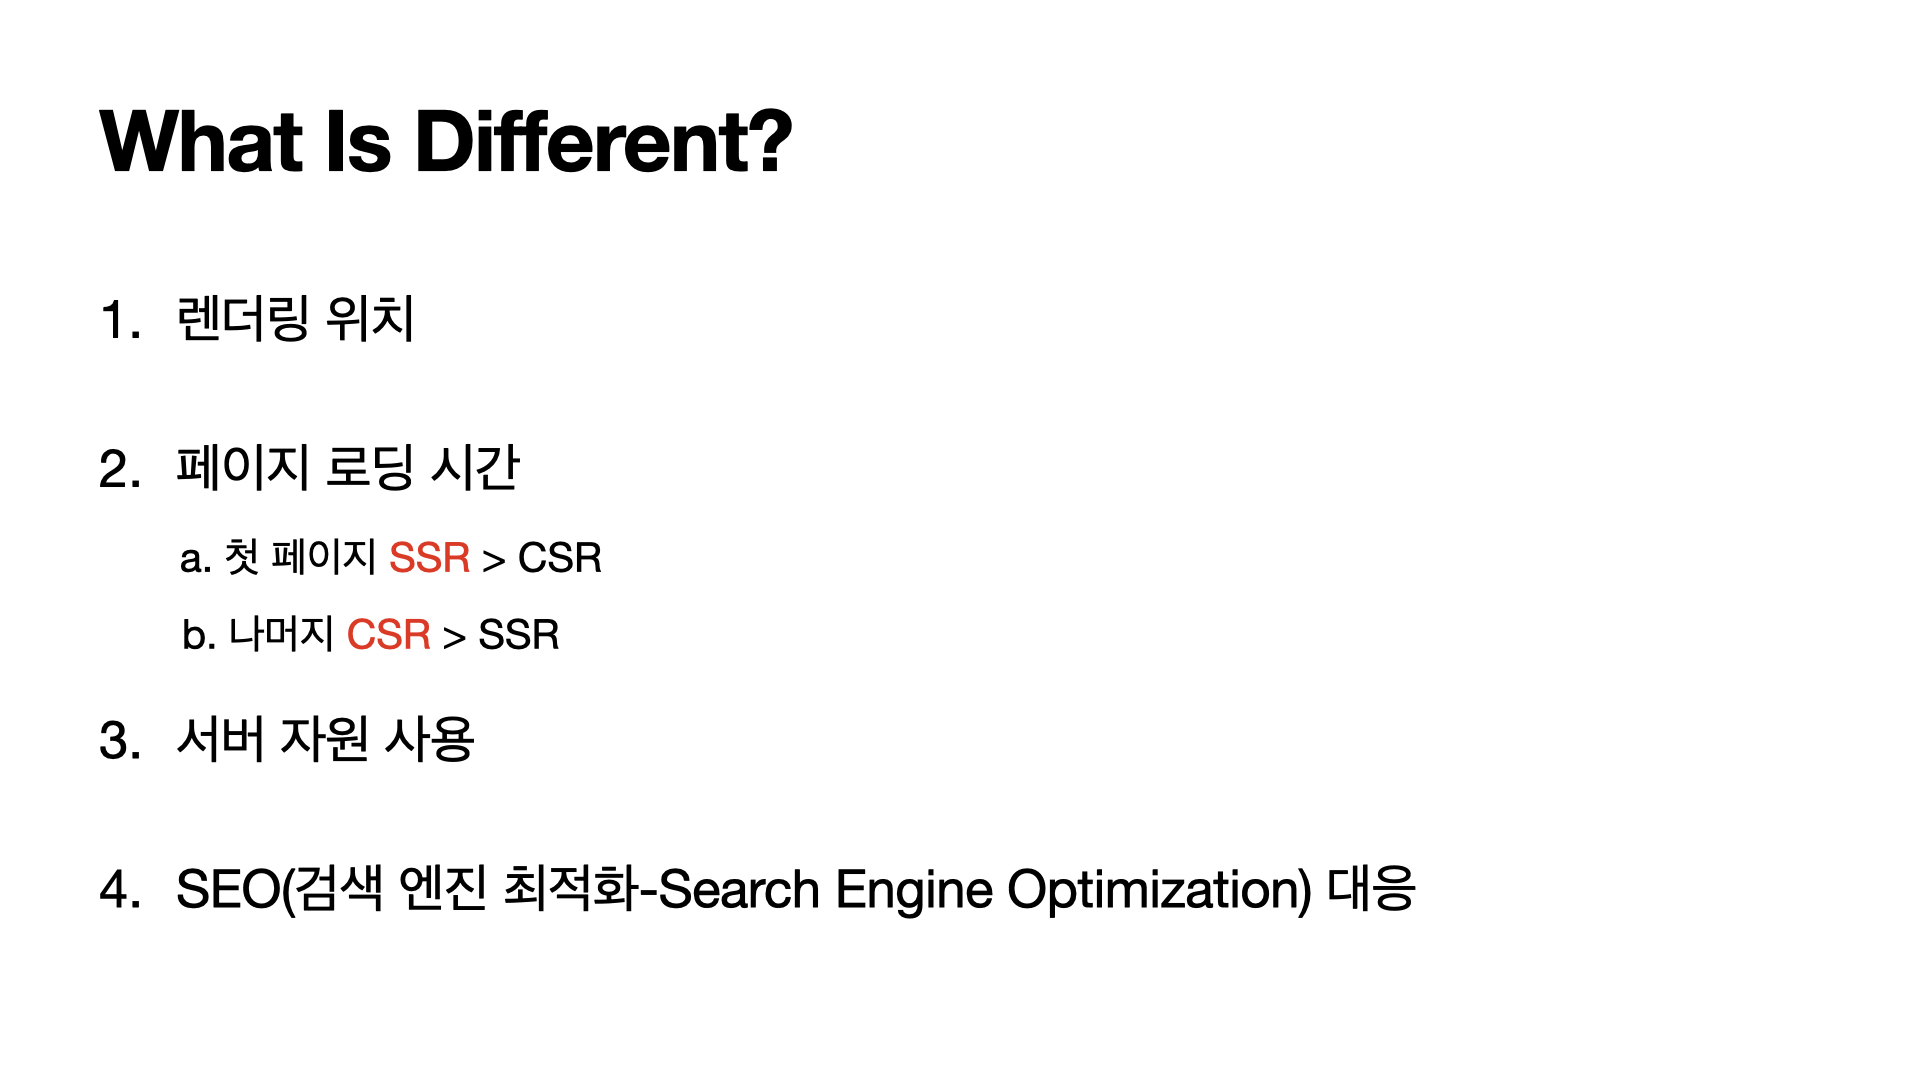 What Is Different?
1. 렌더링 위치
2. 페이지 로딩 시간
a. 첫 페이지 SSR > CSR
b. 나머지 CSR > SSR
3. 서버 자원 사용
4. SEO(검색 엔진 최적화-Search Engine Optimization) 대응